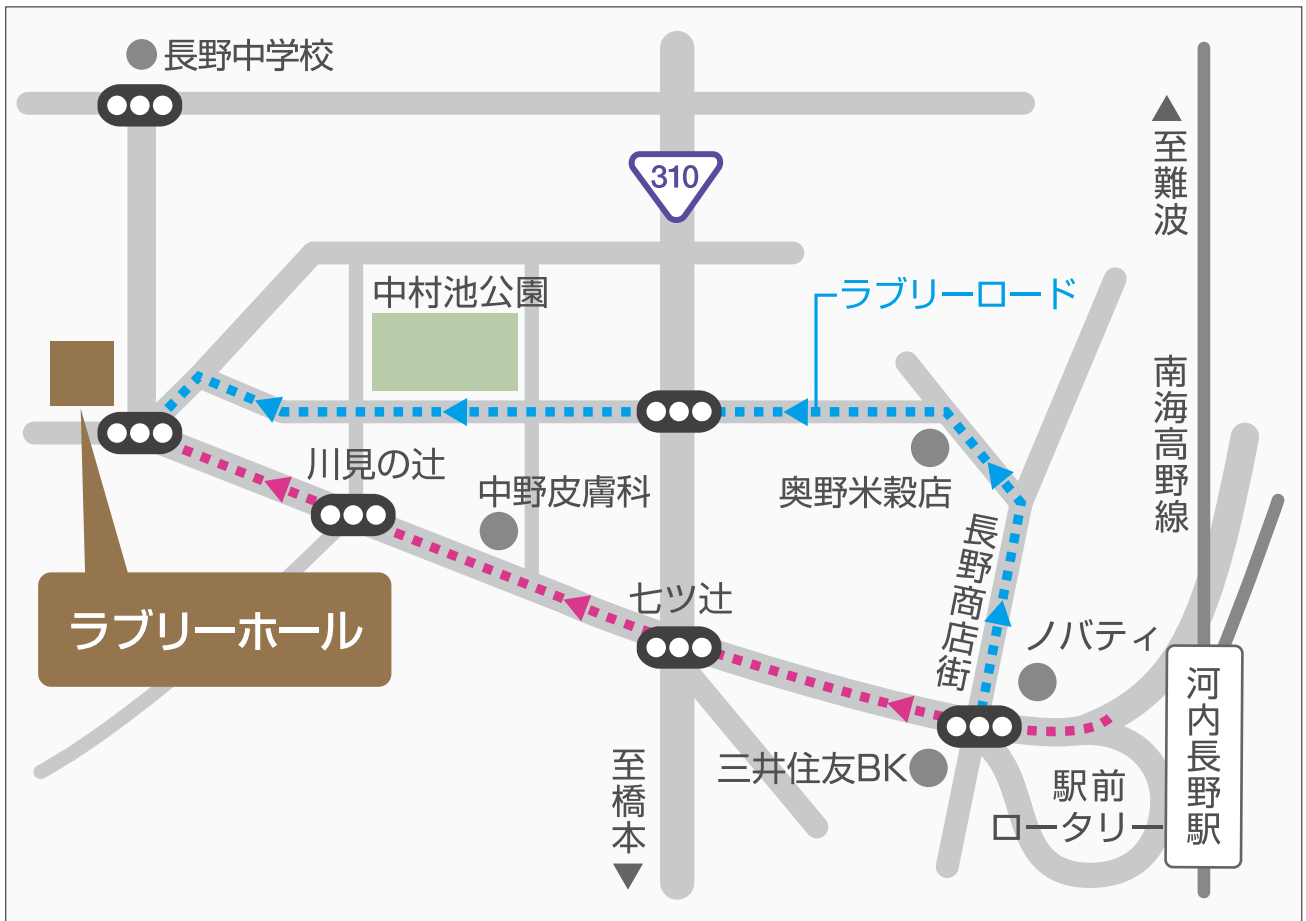 長野中学校
310
至難波
中村池公園
ラブリーロード
南海高野線
川見の辻
中野皮膚科
奥野米穀店
長野商店街
七ツ辻
ラブリーホール
ノバティ
河内長野駅
至橋本
三井住友BK
駅前
ロータリー